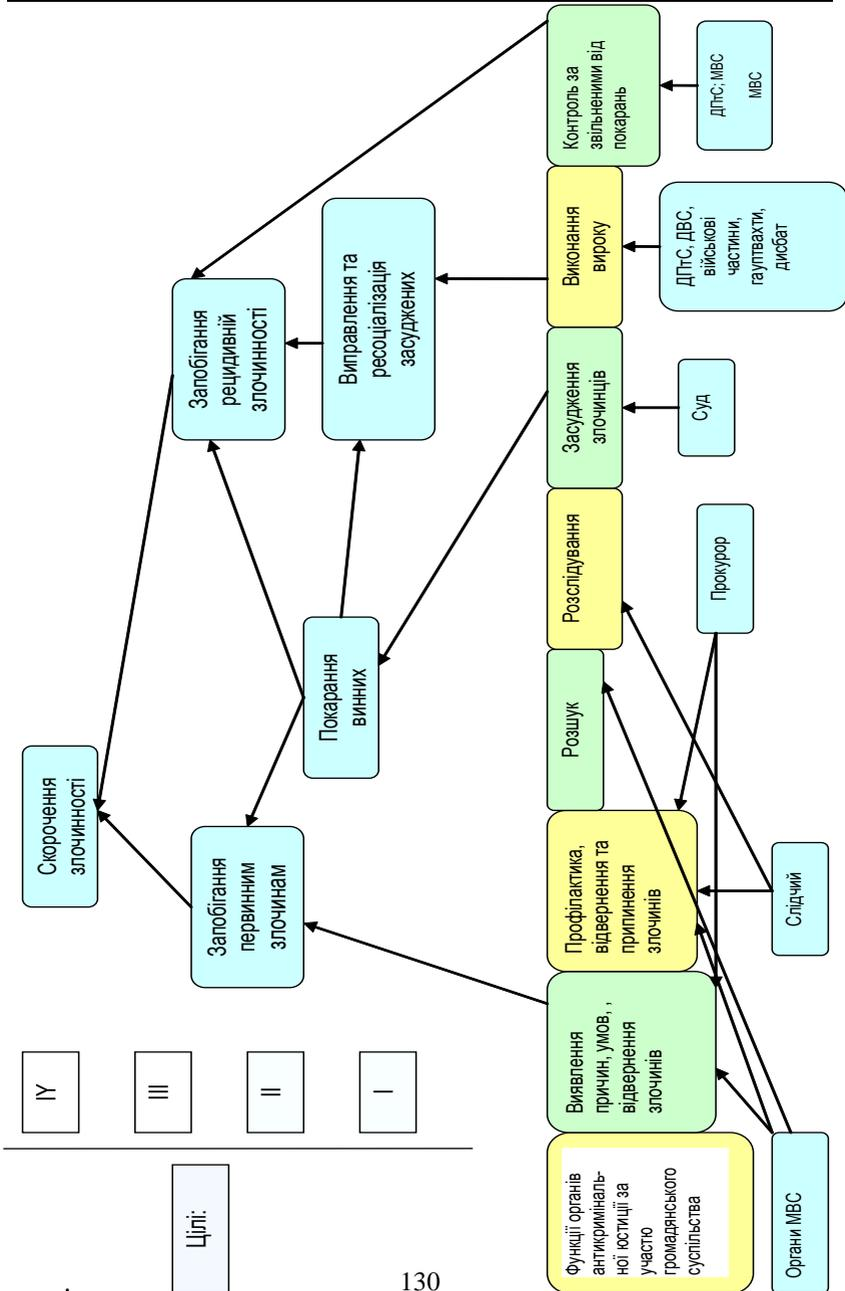 Цілі:
IY
III
II
I
Скорочення
злочинності
Запобігання
первинним
злочинам
Запобігання
рецидивній
злочинності
Покарання
винних
Виправлення та
ресоціалізація
засуджених
Функції органів
антикриміналь-
ної юстиції за
участю
громадянського
суспільства
Виявлення
причин, умов, ,
відвернення
злочинів
Профілактика,
відвернення та
припинення
злочинів
Розшук
Розслідування
Засудження
злочинців
Виконання
вироку
Контроль за
звільненими від
покарань
Органи МВС
Слідчий
Прокурор
Суд
ДПтС, ДВС,
військові
частини,
гауптвахти,
дисбат
ДПтС; МВС
МВС
130